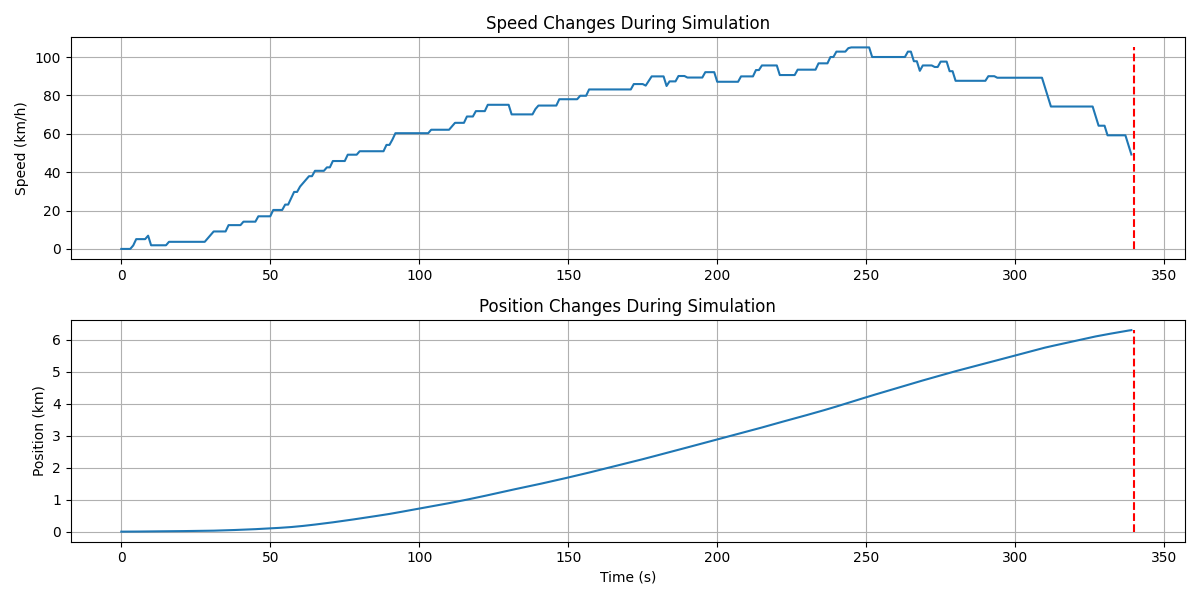 Speed Changes During Simulation
Speed (km/h)
100
80
60
40
20
0
0 50 100 150 200 250 300 350
Position Changes During Simulation
Position (km)
6
5
4
3
2
1
0
0 50 100 150 200 250 300 350
Time (s)